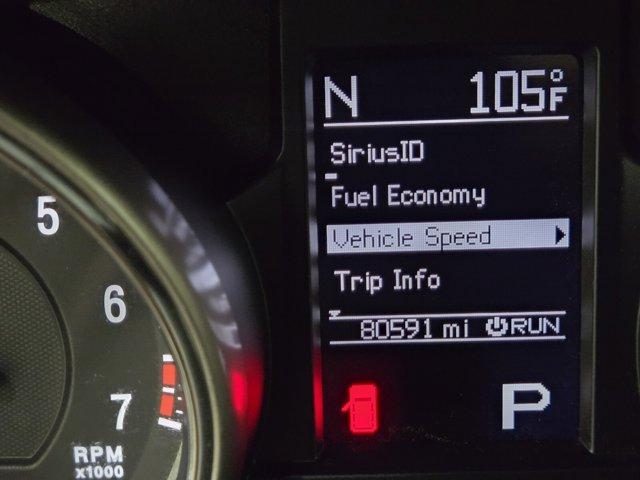 N 105°F
SiriusID
Fuel Economy
Vehicle Speed
Trip Info
80591 mi RUN
P
5
6
7
RPM
x1000